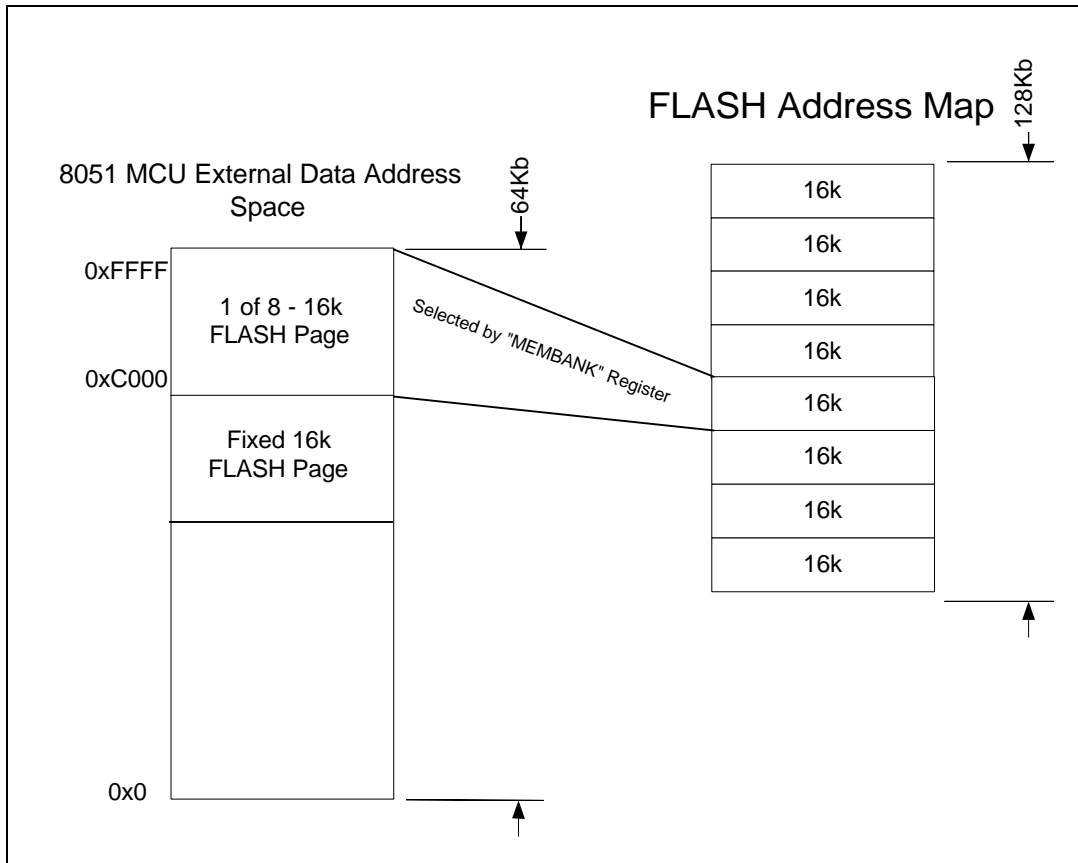 FLASH Address Map
128Kb
8051 MCU External Data Address
Space
64Kb
0xFFFF
1 of 8 - 16k
FLASH Page
0xC000
Fixed 16k
FLASH Page
0x0
Selected by "MEMBANK" Register
16k
16k
16k
16k
16k
16k
16k
16k